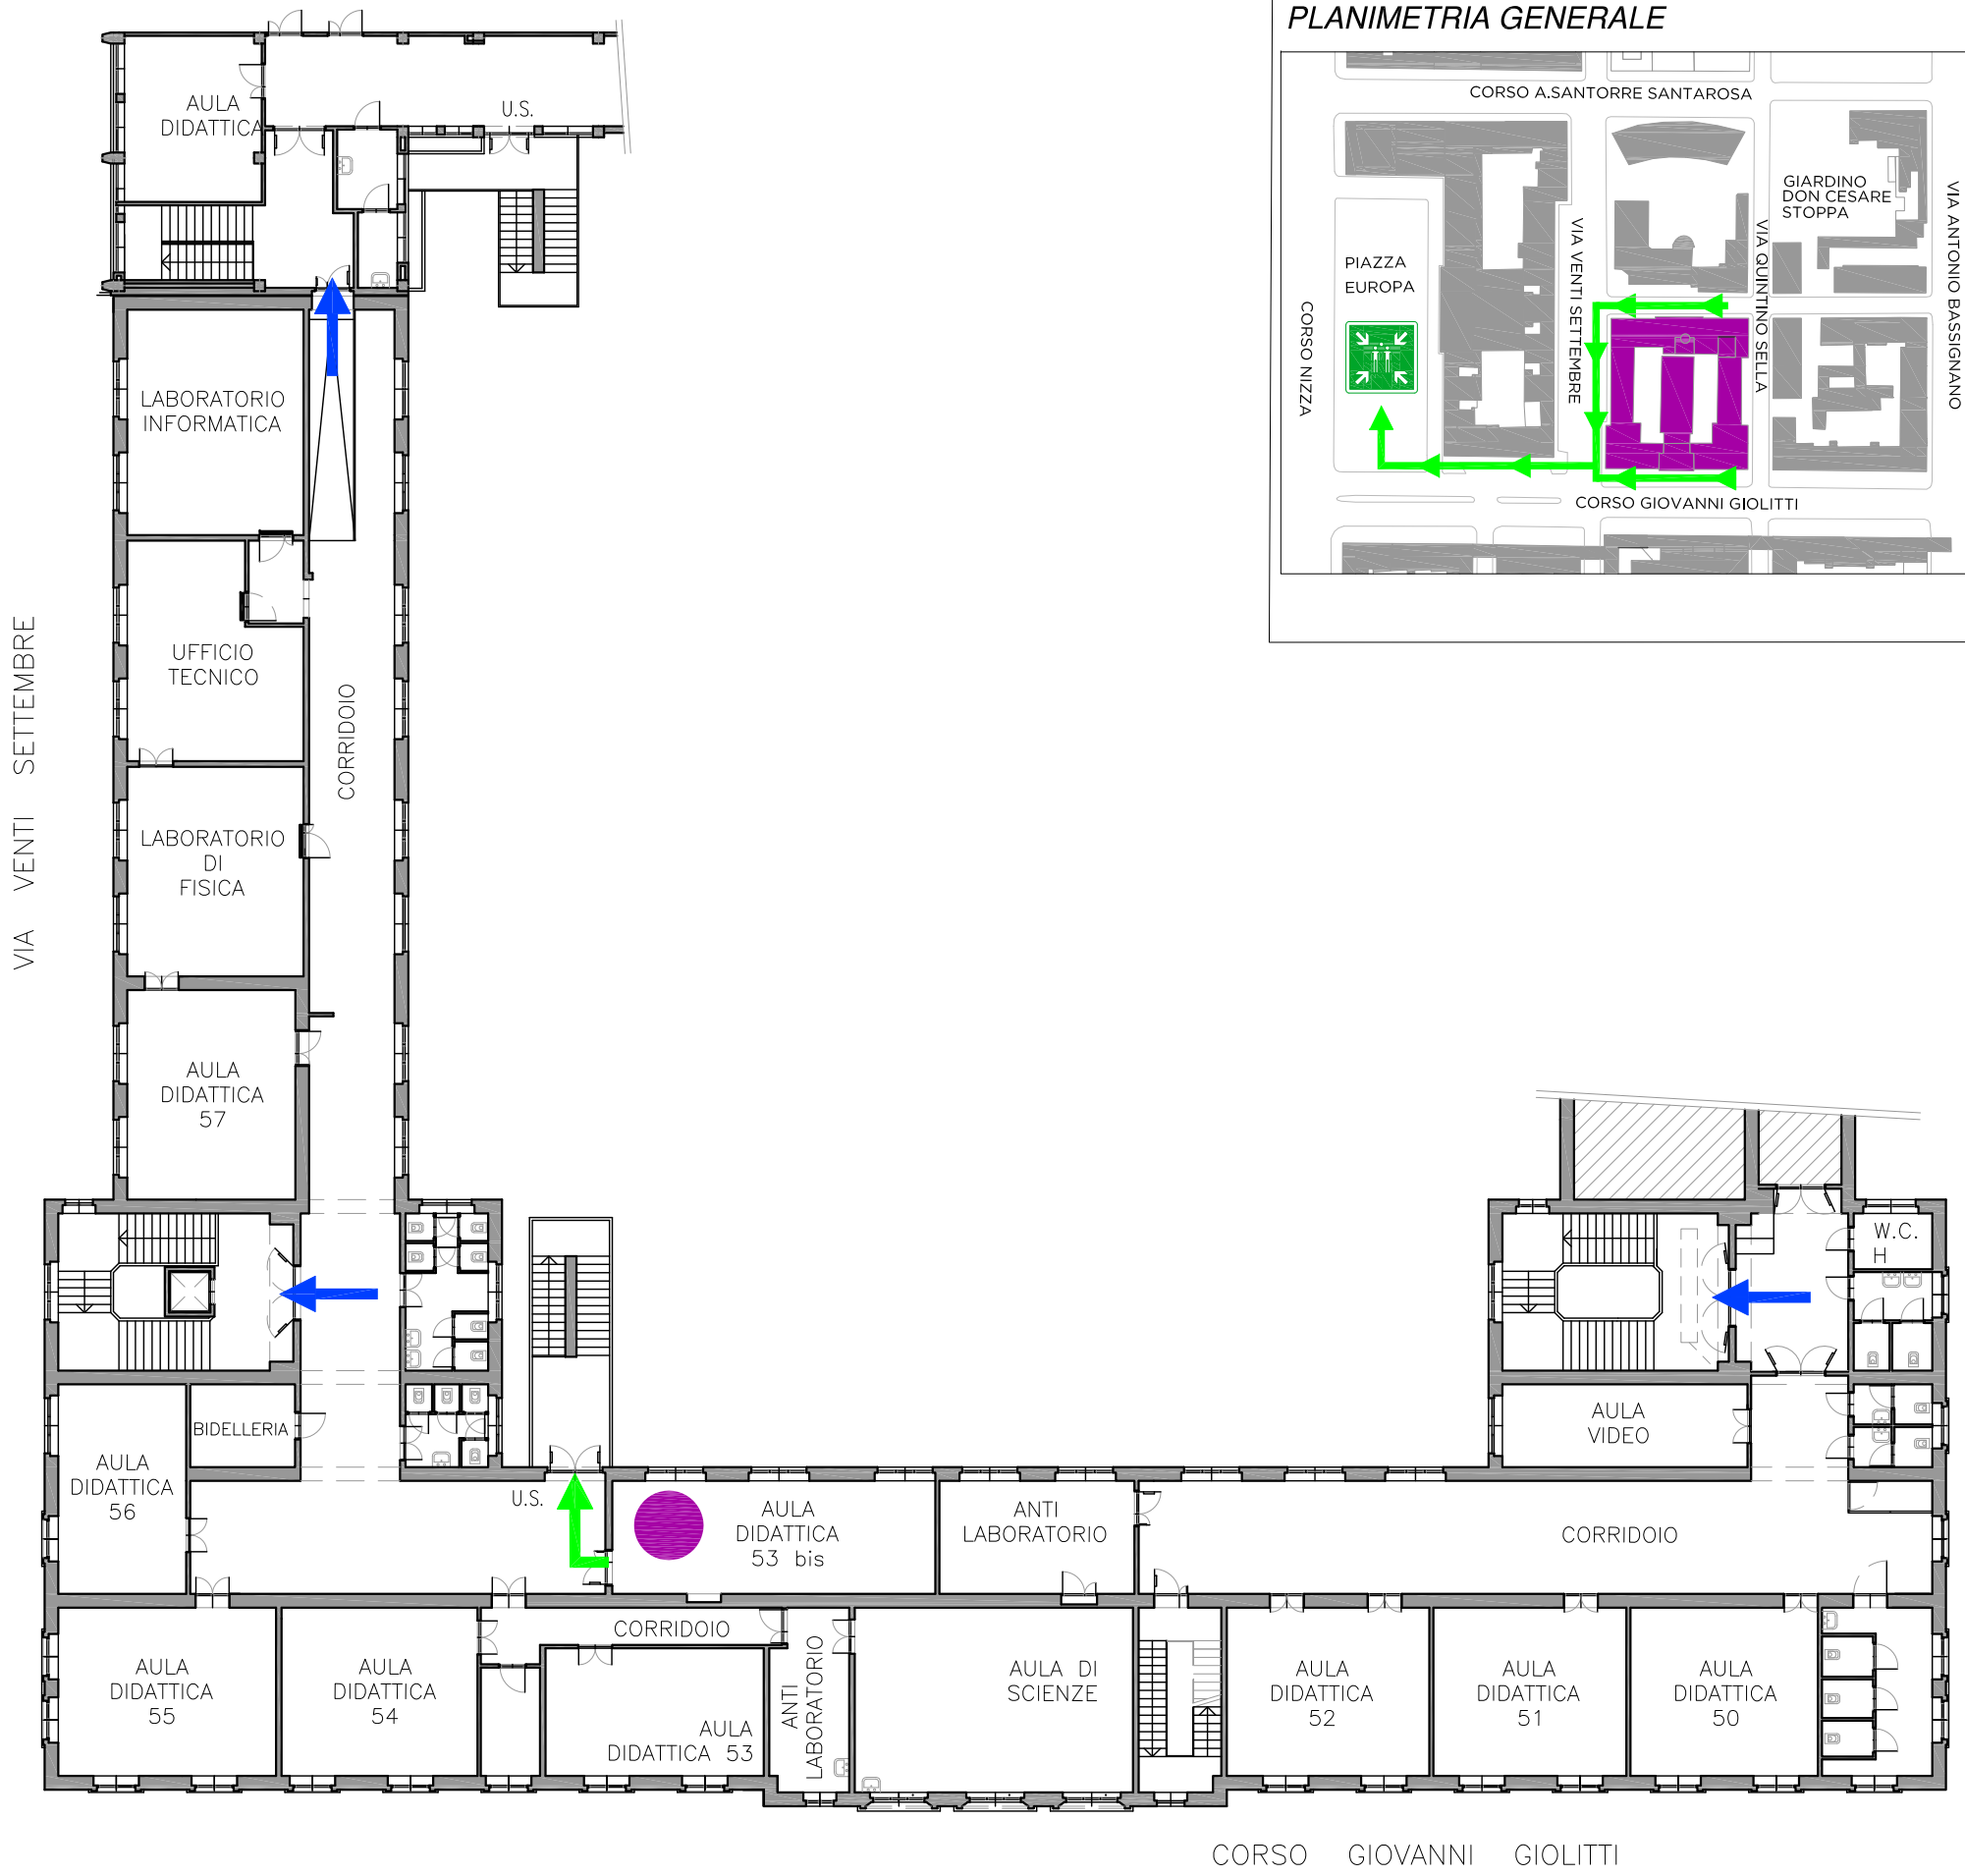 PLANIMETRIA GENERALE
CORSO A.SANTORRE SANTAROSA
GIARDINO
DON CESARE
STOPPA
VIA ANTONIO BASSIGNANO
VIA QUINTINO SELLA
VIA VENTI SETTEMBRE
PIAZZA
EUROPA
CORSO NIZZA
CORSO GIOVANNI GIOLITTI
AULA
DIDATTICA
U.S.
LABORATORIO
INFORMATICA
UFFICIO
TECNICO
CORRIDOIO
VIA VENTI SETTEMBRE
LABORATORIO
DI
FISICA
AULA
DIDATTICA
57
W.C.
H
BIDELLERIA
AULA
DIDATTICA
56
U.S.
AULA
DIDATTICA
53 bis
ANTI
LABORATORIO
AULA
VIDEO
CORRIDOIO
CORRIDOIO
AULA
DIDATTICA
55
AULA
DIDATTICA
54
AULA
DIDATTICA 53
ANTI
LABORATORIO
AULA DI
SCIENZE
AULA
DIDATTICA
52
AULA
DIDATTICA
51
AULA
DIDATTICA
50
CORSO GIOVANNI GIOLITTI